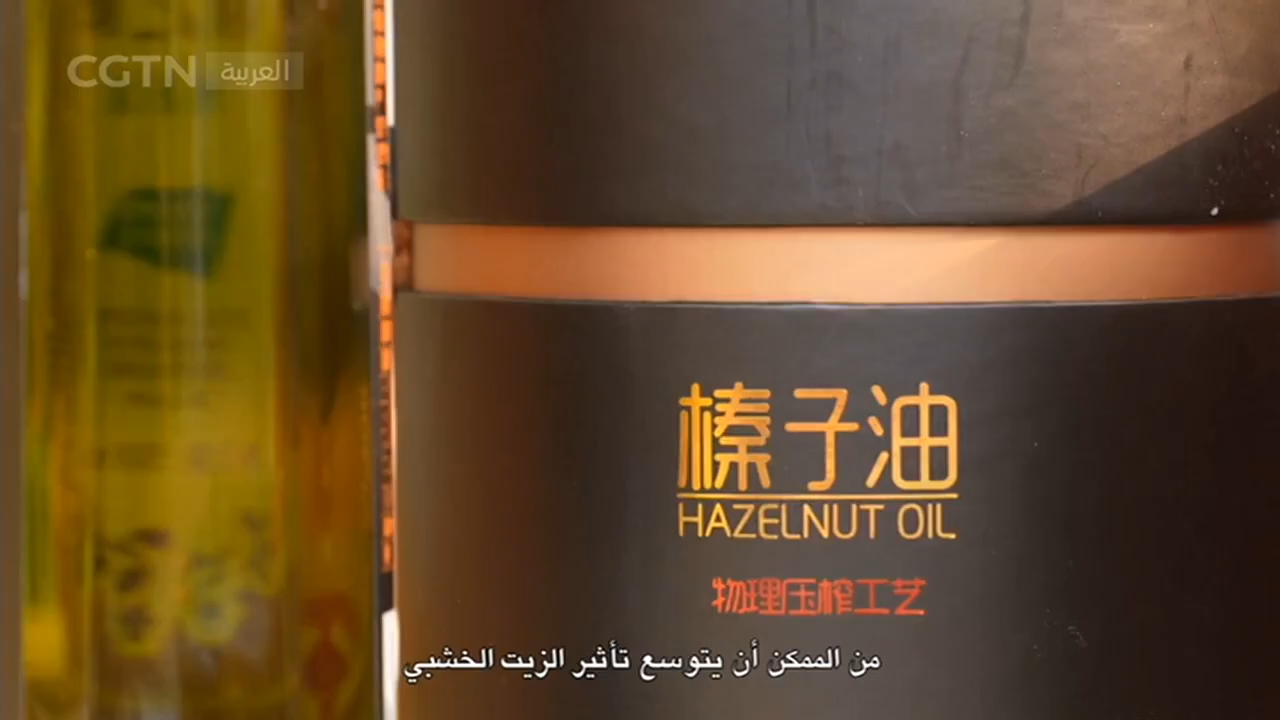 CGTN العربية
榛子油
HAZELNUT OIL
物理压榨工艺
من الممكن أن يتوسع تأثير الزيت الخشبي